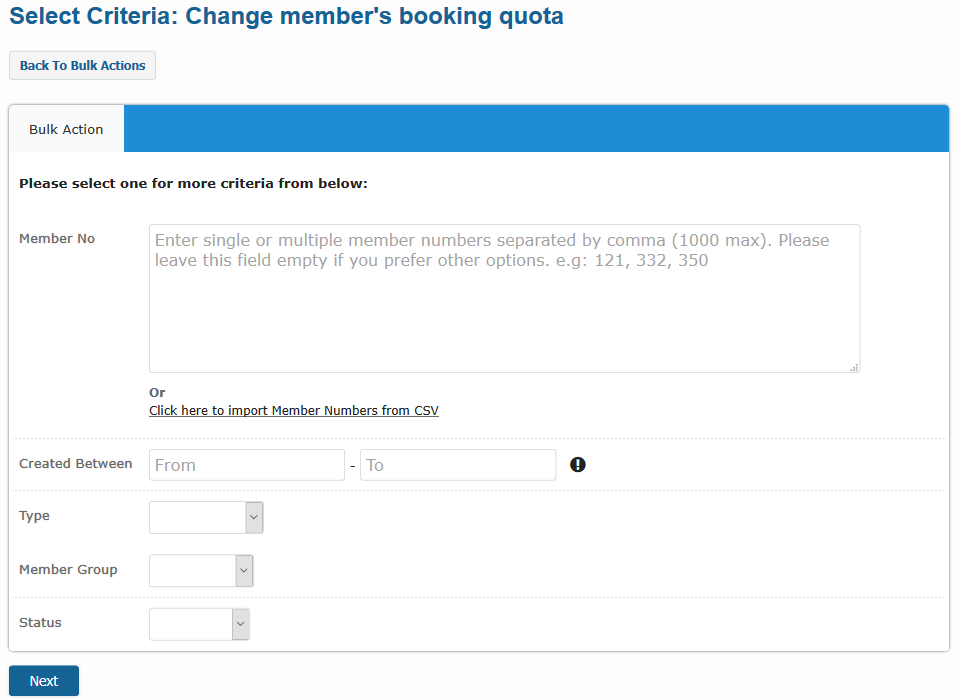 Select Criteria: Change member's booking quota
Back To Bulk Actions
Bulk Action
Please select one for more criteria from below:
Member No
Enter single or multiple member numbers separated by comma (1000 max). Please
leave this field empty if you prefer other options. e.g: 121, 332, 350
Or
Click here to import Member Numbers from CSV
Created Between
From - To
Type
Member Group
Status
Next